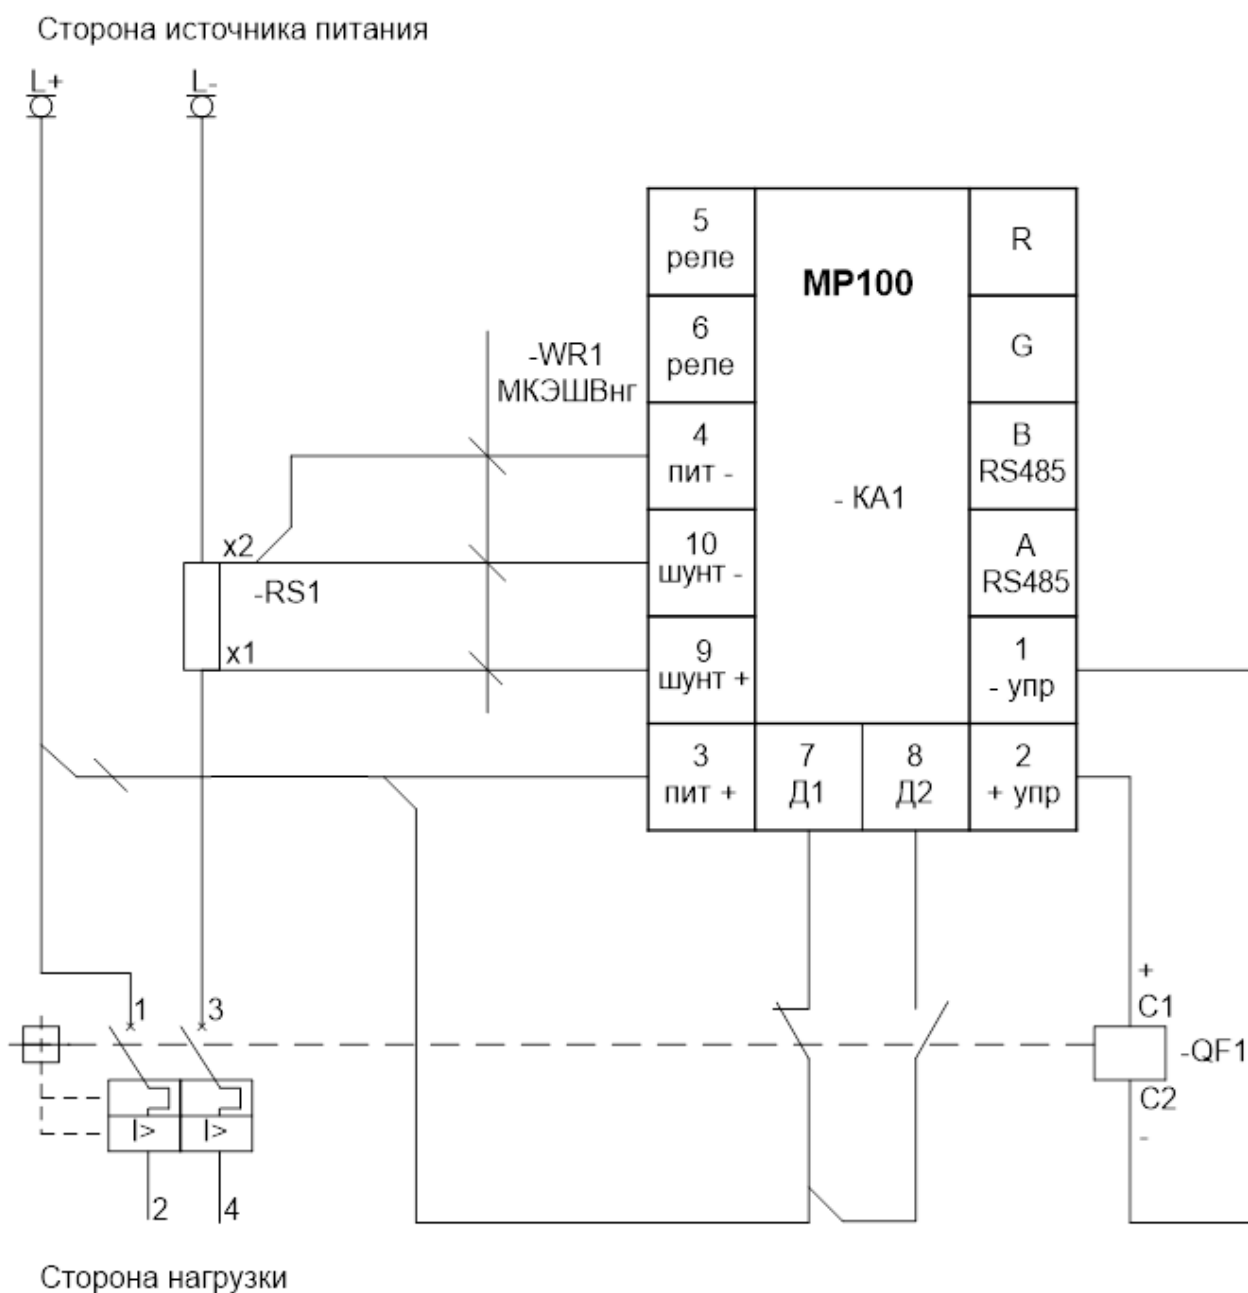 Сторона источника питания
L+
L-
5
реле
МР100
R
6
реле
G
-WR1
МКЭШВнг
4
пит -
- КА1
B
RS485
x2
10
шунт -
A
RS485
-RS1
x1
9
шунт +
1
- упр
3
пит +
7
Д1
8
Д2
2
+ упр
+
C1
1
3
-QF1
C2
-
I>
I>
2
4
Сторона нагрузки